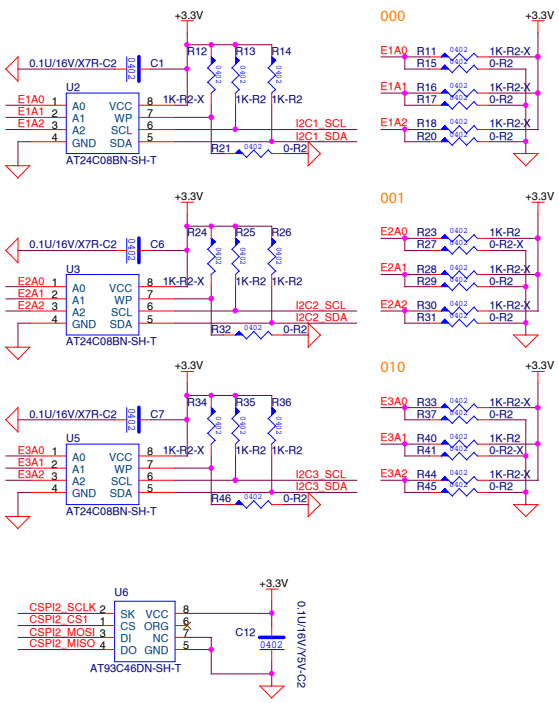 +3.3V
000
+3.3V
0.1U/16V/X7R-C2
0402
C1
R12
R13
R14
0402
0402
0402
E1A0
R11
0402
1K-R2-X
R15
0-R2
U2
1K-R2-X
1K-R2
1K-R2
E1A1
R16
0402
1K-R2-X
R17
0-R2
E1A0 1 A0 VCC 8
E1A1 2 A1 WP 7
E1A2 3 A2 SCL 6 I2C1_SCL
4 GND SDA 5 I2C1_SDA
E1A2
R18
0402
1K-R2-X
R20
0-R2
AT24C08BN-SH-T
R21
0402
0-R2
+3.3V
001
+3.3V
0.1U/16V/X7R-C2
0402
C6
R24
R25
R26
0402
0402
0402
E2A0
R23
0402
1K-R2
R27
0-R2-X
U3
1K-R2-X
1K-R2
1K-R2
E2A1
R28
0402
1K-R2-X
R29
0-R2
E2A0 1 A0 VCC 8
E2A1 2 A1 WP 7
E2A2 3 A2 SCL 6 I2C2_SCL
4 GND SDA 5 I2C2_SDA
E2A2
R30
0402
1K-R2-X
R31
0-R2
AT24C08BN-SH-T
R32
0402
0-R2
+3.3V
010
+3.3V
0.1U/16V/X7R-C2
0402
C7
R34
R35
R36
0402
0402
0402
E3A0
R33
0402
1K-R2-X
R37
0-R2
U5
1K-R2-X
1K-R2
1K-R2
E3A1
R40
0402
1K-R2
R41
0-R2-X
E3A0 1 A0 VCC 8
E3A1 2 A1 WP 7
E3A2 3 A2 SCL 6 I2C3_SCL
4 GND SDA 5 I2C3_SDA
E3A2
R44
0402
1K-R2-X
R45
0-R2
AT24C08BN-SH-T
R46
0402
0-R2
+3.3V
U6
CSPI2_SCLK 2 SK VCC 8
CSPI2_CS1 1 CS ORG 6
CSPI2_MOSI 3 DI NC 7
CSPI2_MISO 4 DO GND 5
AT93C46DN-SH-T
C12
0402
0.1U/16V/Y5V-C2